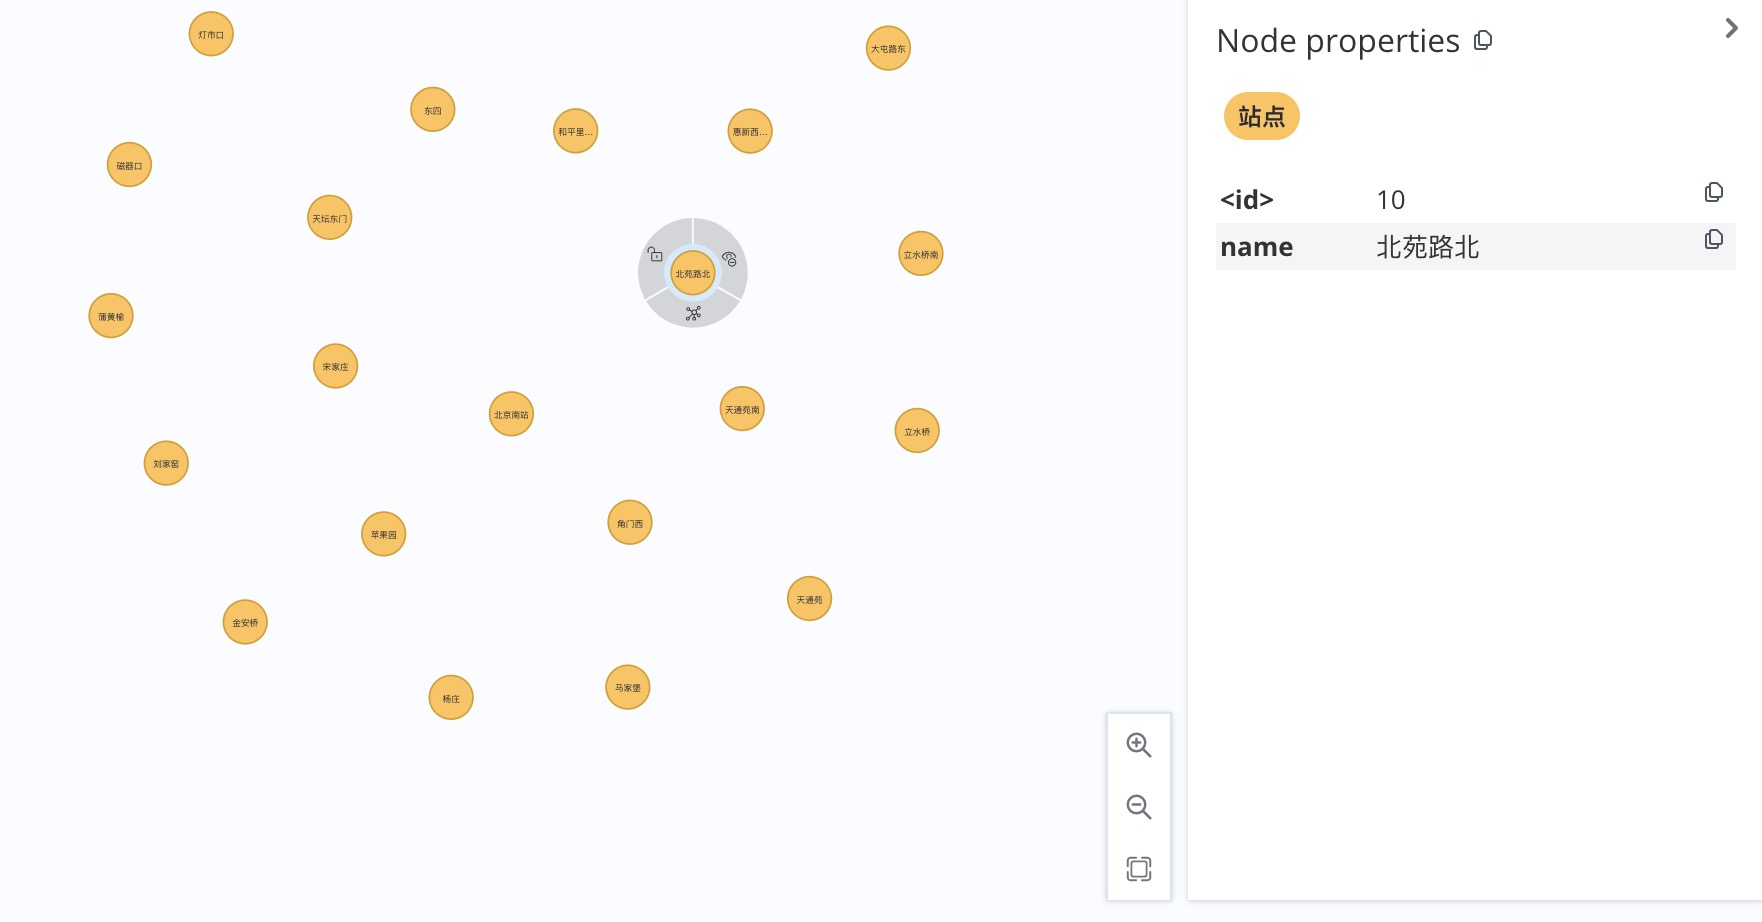 灯市口
大屯路东
东四
和平里...
惠新西...
磁器口
天坛东门
北苑路北
立水桥南
蒲黄榆
宋家庄
北京南站
天通苑南
立水桥
刘家窑
苹果园
角门西
天通苑
金安桥
杨庄
马家堡
Node properties
站点
<id> 10
name 北苑路北